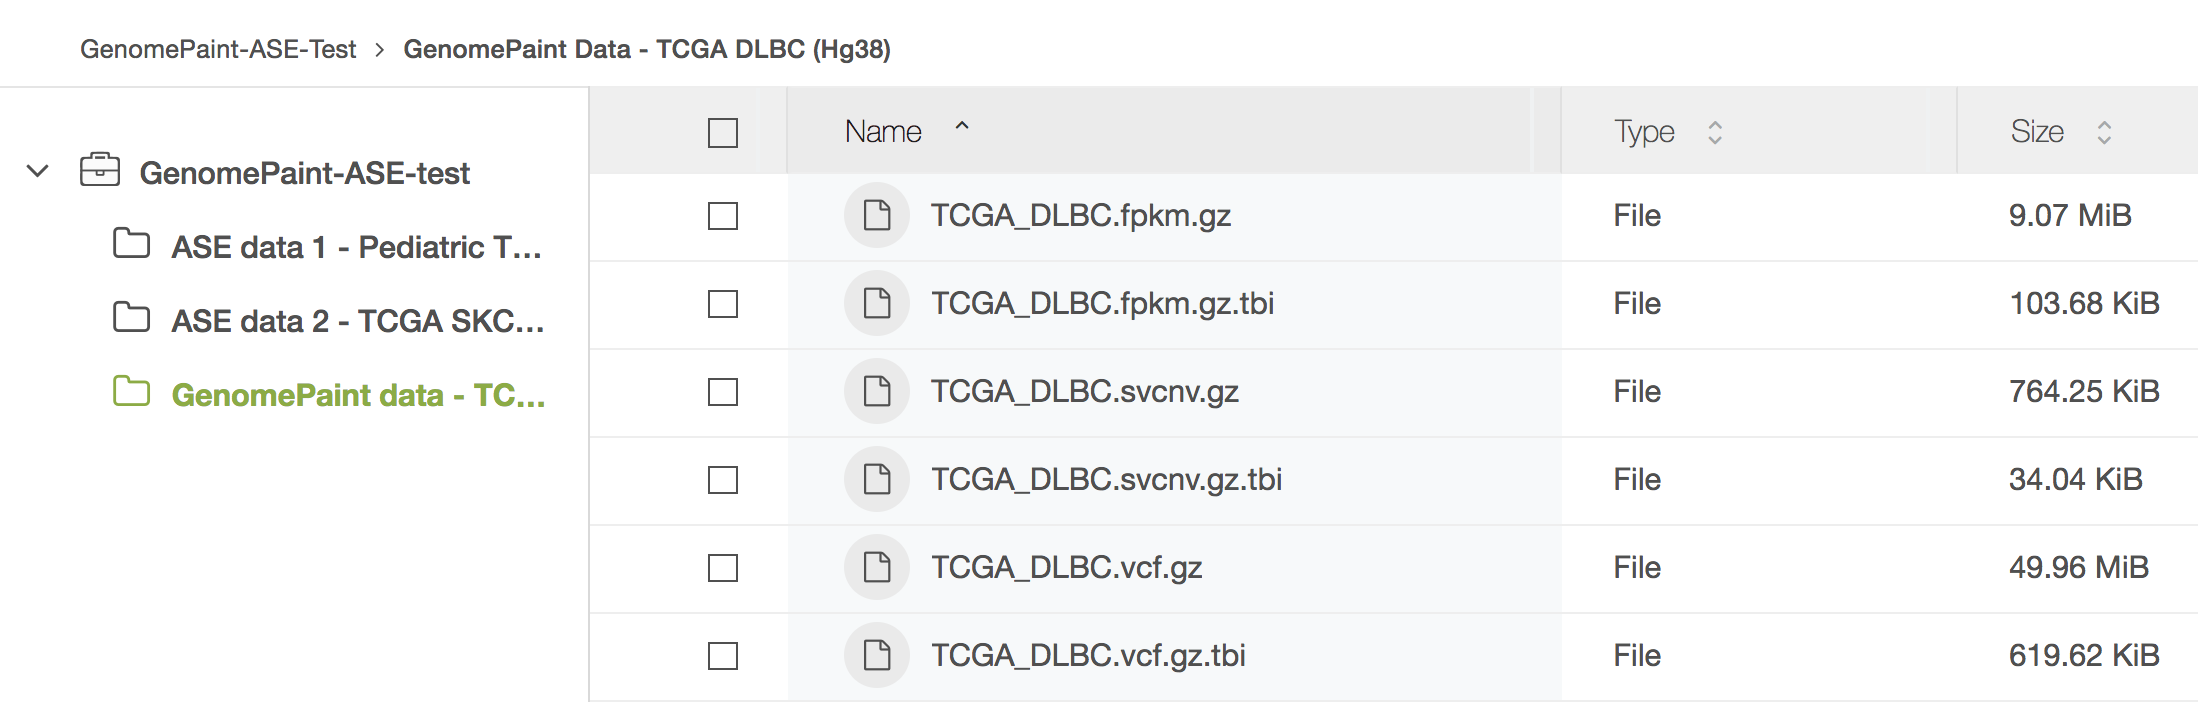 GenomePaint-ASE-Test > GenomePaint Data - TCGA DLBC (Hg38)
GenomePaint-ASE-test
ASE data 1 - Pediatric T...
ASE data 2 - TCGA SKC...
GenomePaint data - TC...
Name Type Size
TCGA_DLBC.fpkm.gz File 9.07 MiB
TCGA_DLBC.fpkm.gz.tbi File 103.68 KiB
TCGA_DLBC.svcnv.gz File 764.25 KiB
TCGA_DLBC.svcnv.gz.tbi File 34.04 KiB
TCGA_DLBC.vcf.gz File 49.96 MiB
TCGA_DLBC.vcf.gz.tbi File 619.62 KiB